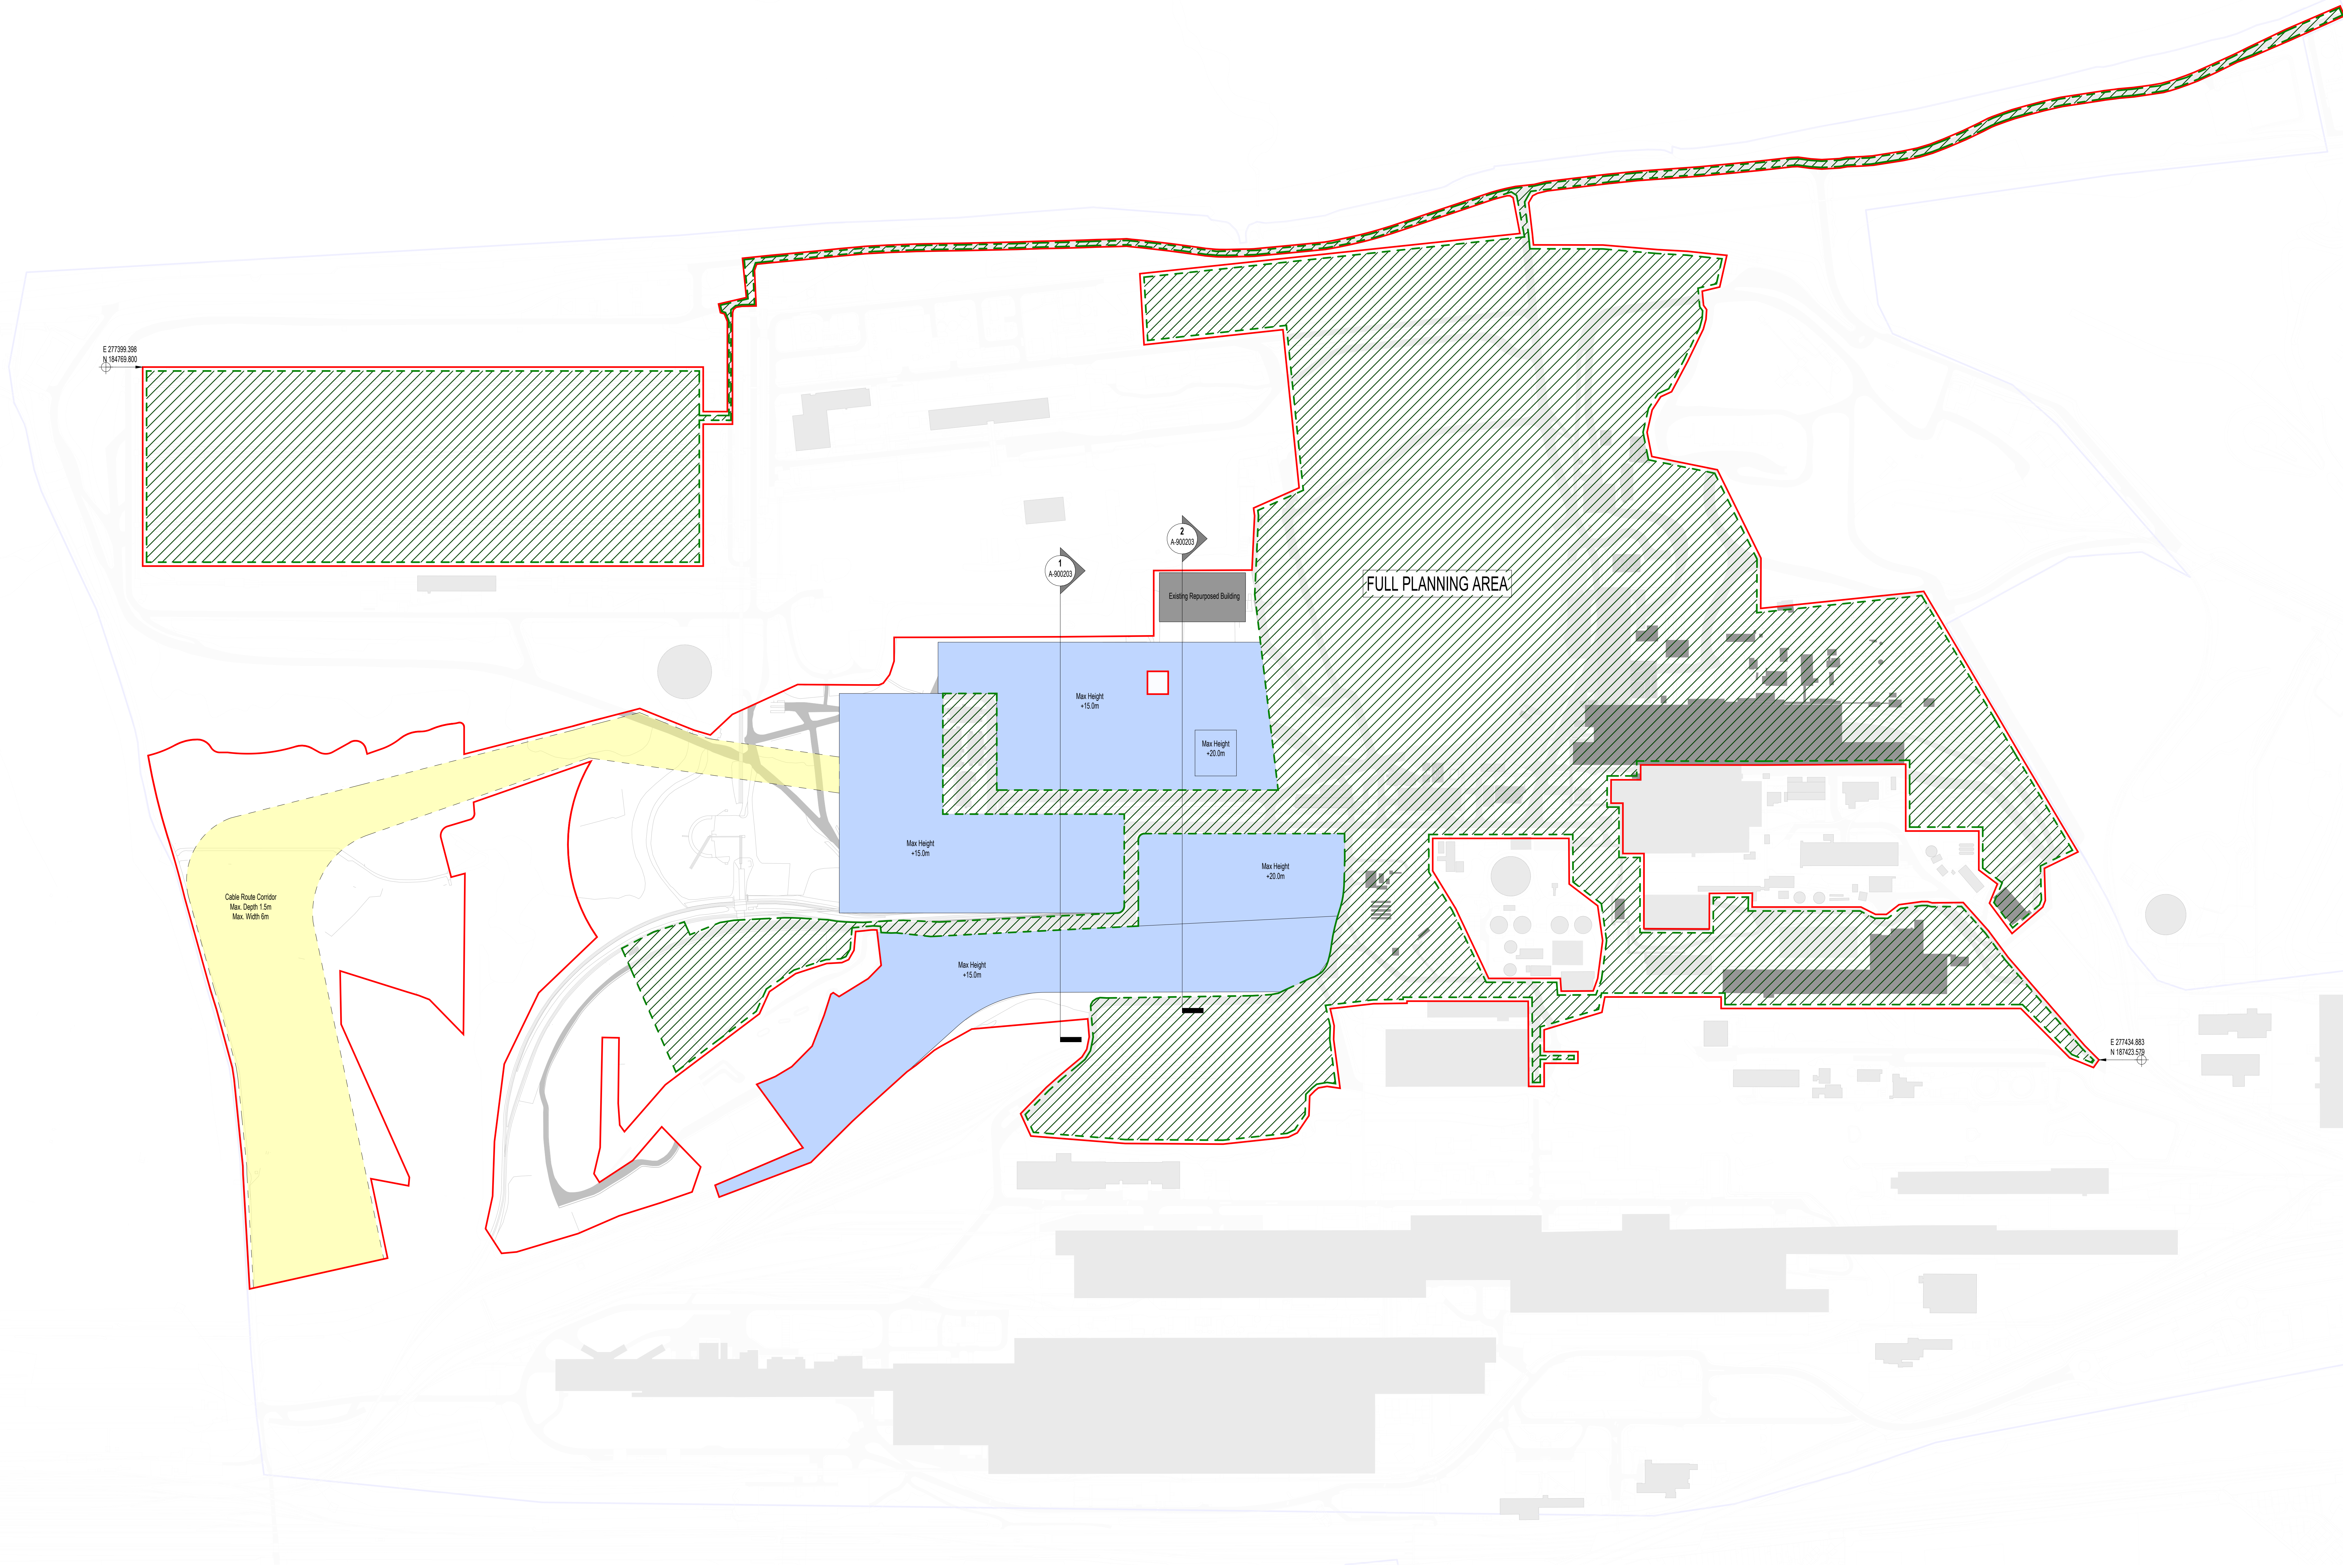 E 277399.398
N 184769.800
2
A-900203
1
A-900203
FULL PLANNING AREA
Existing Repurposed Building
Max Height
+15.0m
Max Height
+20.0m
Max Height
+15.0m
Max Height
+20.0m
Cable Route Corridor
Max. Depth 1.5m
Max. Width 6m
Max Height
+15.0m
E 277434.883
N 187423.579